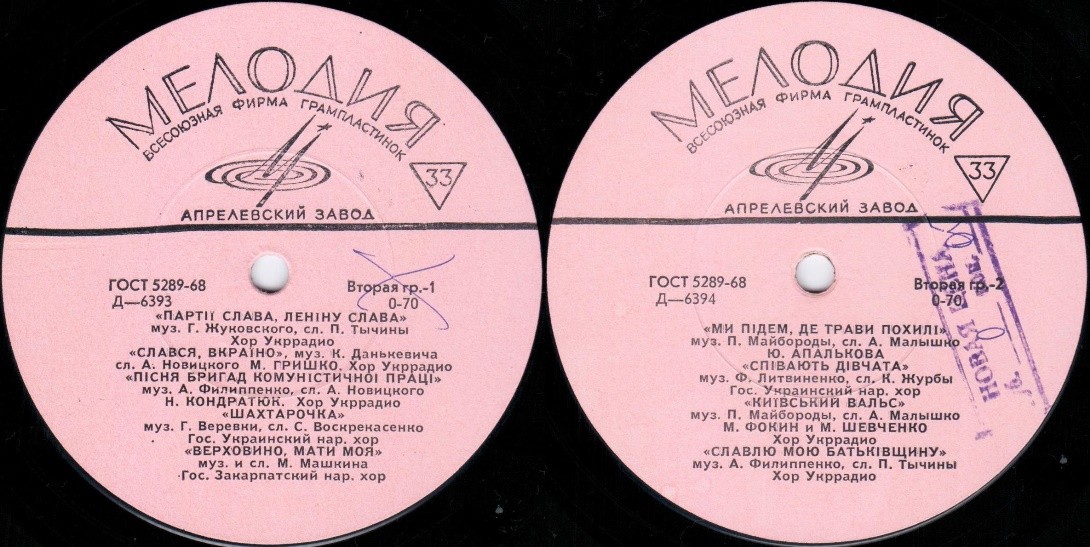 МЕЛОДИЯ
ВСЕСОЮЗНАЯ ФИРМА ГРАМПЛАСТИНОК
33
АПРЕЛЕВСКИЙ ЗАВОД
ГОСТ 5289-68 Вторая гр.-1
Д—6393 0-70
«ПАРТІЇ СЛАВА, ЛЕНІНУ СЛАВА»
муз. Г. Жуковского, сл. П. Тычины
Хор Укррадио
«СЛАВСЯ, ВКРАЇНО», муз. К. Данькевича
сл. А. Новицкого М. ГРИШКО. Хор Укррадио
«ПІСНЯ БРИГАД КОМУНІСТИЧНОЇ ПРАЦІ»
муз. А. Филиппенко, сл. А. Новицкого
Н. КОНДРАТЮК. Хор Укррадио
«ШАХТАРОЧКА»
муз. Г. Веревки, сл. С. Воскрекасенко
Гос. Украинский нар. хор
«ВЕРХОВИНО, МАТИ МОЯ»
муз. и сл. М. Машкина
Гос. Закарпатский нар. хор
МЕЛОДИЯ
ВСЕСОЮЗНАЯ ФИРМА ГРАМПЛАСТИНОК
33
АПРЕЛЕВСКИЙ ЗАВОД
ГОСТ 5289-68 Вторая гр.-2
Д—6394 0-70
«МИ ПІДЕМ, ДЕ ТРАВИ ПОХИЛІ»
муз. П. Майбороды, сл. А. Малышко
Ю. АПАЛЬКОВА
«СПІВАЮТЬ ДІВЧАТА»
муз. Ф. Литвиненко, сл. К. Журбы
Гос. Украинский нар. хор
«КИЇВСЬКИЙ ВАЛЬС»
муз. П. Майбороды, сл. А. Малышко
М. ФОКИН и М. ШЕВЧЕНКО
Хор Укррадио
«СЛАВЛЮ МОЮ БАТЬКІВЩИНУ»
муз. А. Филиппенко, сл. П. Тычины
Хор Укррадио
НОВАЯ ЦЕНА